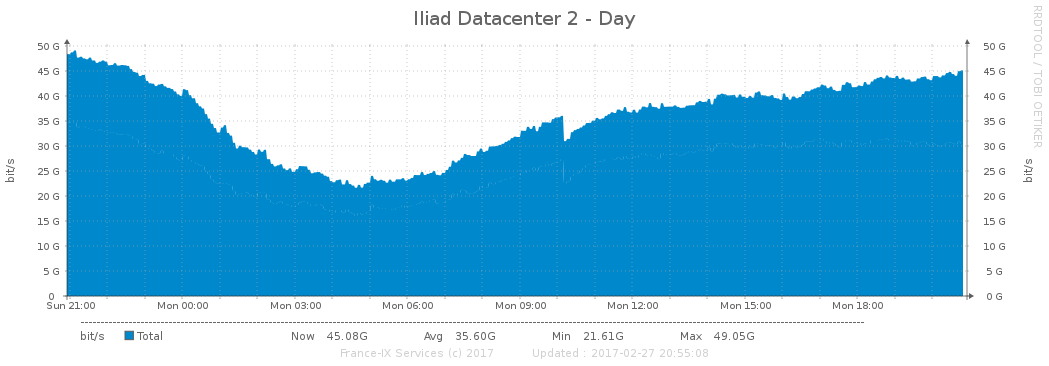 Iliad Datacenter 2 - Day
RRDTOOL / TOBI OETIKER
bit/s
50 G 50 G
45 G 45 G
40 G 40 G
35 G 35 G
30 G 30 G
25 G 25 G
20 G 20 G
15 G 15 G
10 G 10 G
5 G 5 G
0 0 G
bit/s
Sun 21:00 Mon 00:00 Mon 03:00 Mon 06:00 Mon 09:00 Mon 12:00 Mon 15:00 Mon 18:00
bit/s Total Now 45.08G Avg 35.60G Min 21.61G Max 49.05G
France-IX Services (c) 2017 Updated : 2017-02-27 20:55:08